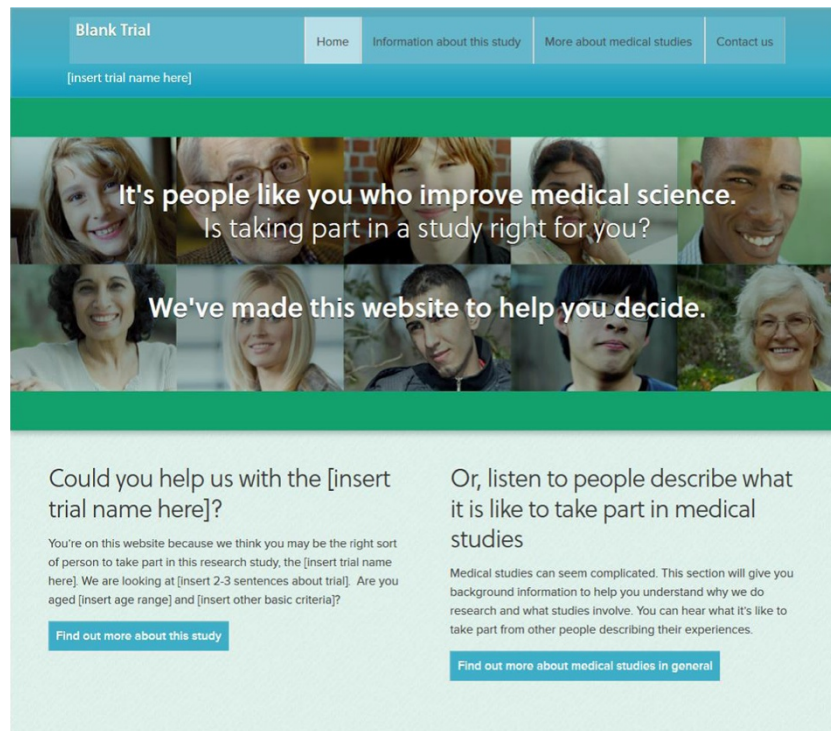 Blank Trial
Home
Information about this study
More about medical studies
Contact us
[insert trial name here]
It's people like you who improve medical science.
Is taking part in a study right for you?
We've made this website to help you decide.
Could you help us with the [insert
trial name here]?
You're on this website because we think you may be the right sort
of person to take part in this research study, the [insert trial name
here]. We are looking at [insert 2-3 sentences about trial].  Are you
aged [insert age range] and [insert other basic criteria]?
Find out more about this study
Or, listen to people describe what
it is like to take part in medical
studies
Medical studies can seem complicated. This section will give you
background information to help you understand why we do
research and what studies involve. You can hear what it's like to
take part from other people describing their experiences.
Find out more about medical studies in general